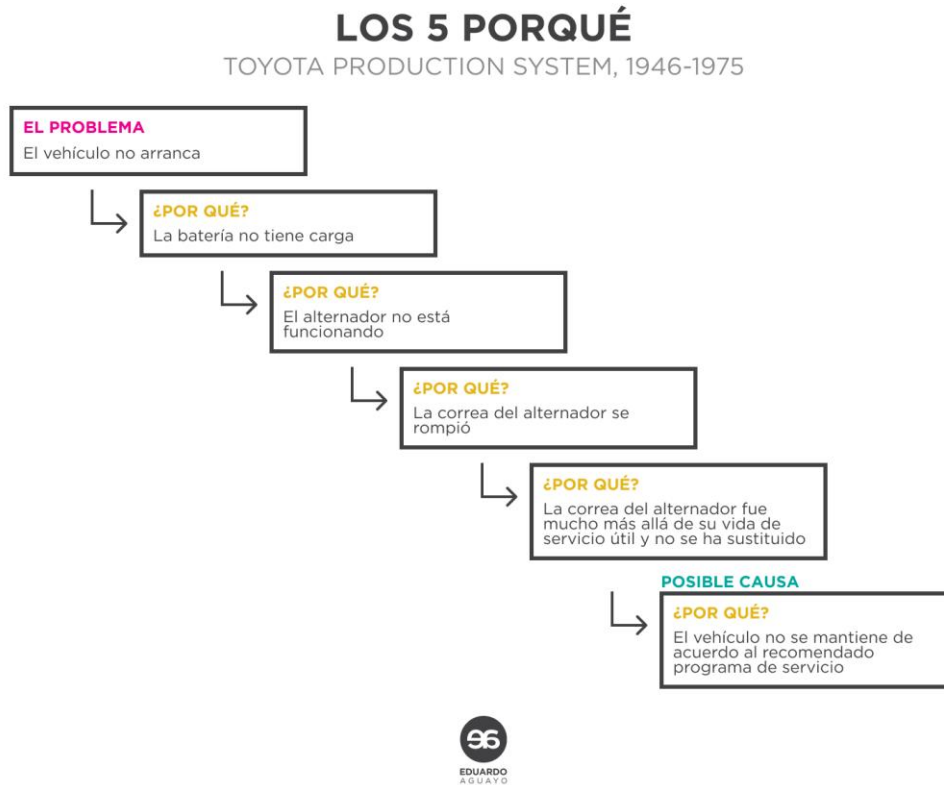 LOS 5 PORQUÉ
TOYOTA PRODUCTION SYSTEM, 1946-1975
EL PROBLEMA
El vehículo no arranca
¿POR QUÉ?
La batería no tiene carga
¿POR QUÉ?
El alternador no está
funcionando
¿POR QUÉ?
La correa del alternador se
rompió
¿POR QUÉ?
La correa del alternador fue
mucho más allá de su vida de
servicio útil y no se ha sustituido
POSIBLE CAUSA
¿POR QUÉ?
El vehículo no se mantiene de
acuerdo al recomendado
programa de servicio
EDUARDO
AGUAYO